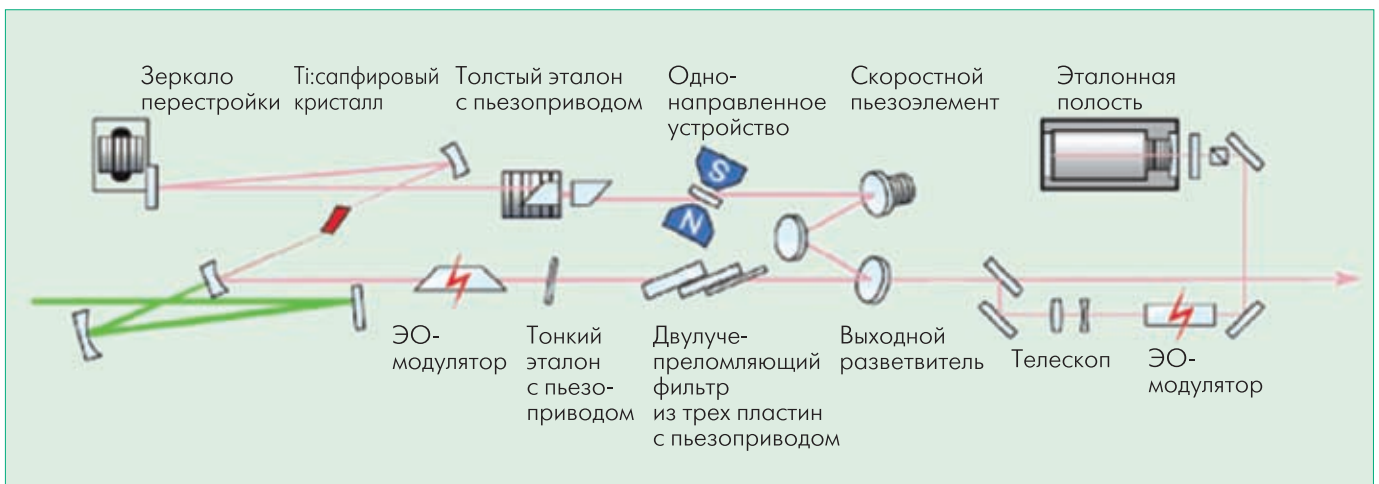 Зеркало
перестройки
Ti:сапфировый
кристалл
Толстый эталон
с пьезоприводом
Одно-
направленное
устройство
Скоростной
пьезоэлемент
Эталонная
полость
S
N
ЭО-
модулятор
Тонкий
эталон
с пьезо-
приводом
Двулуче-
преломляющий
фильтр
из трех пластин
с пьезоприводом
Выходной
разветвитель
Телескоп
ЭО-
модулятор